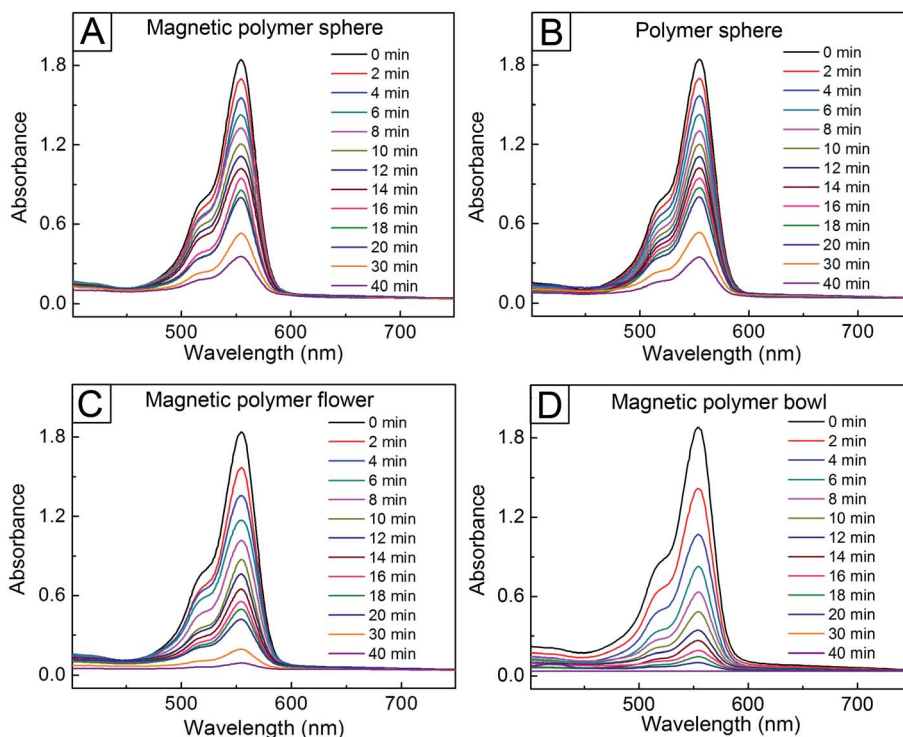 A
Magnetic polymer sphere
0 min
2 min
4 min
6 min
8 min
10 min
12 min
14 min
16 min
18 min
20 min
30 min
40 min
1.8
1.2
0.6
0.0
Absorbance
500
600
700
Wavelength (nm)
B
Polymer sphere
0 min
2 min
4 min
6 min
8 min
10 min
12 min
14 min
16 min
18 min
20 min
30 min
40 min
1.8
1.2
0.6
0.0
Absorbance
500
600
700
Wavelength (nm)
C
Magnetic polymer flower
0 min
2 min
4 min
6 min
8 min
10 min
12 min
14 min
16 min
18 min
20 min
30 min
40 min
1.8
1.2
0.6
0.0
Absorbance
500
600
700
Wavelength (nm)
D
Magnetic polymer bowl
0 min
2 min
4 min
6 min
8 min
10 min
12 min
14 min
16 min
18 min
20 min
30 min
40 min
1.8
1.2
0.6
0.0
Absorbance
500
600
700
Wavelength (nm)